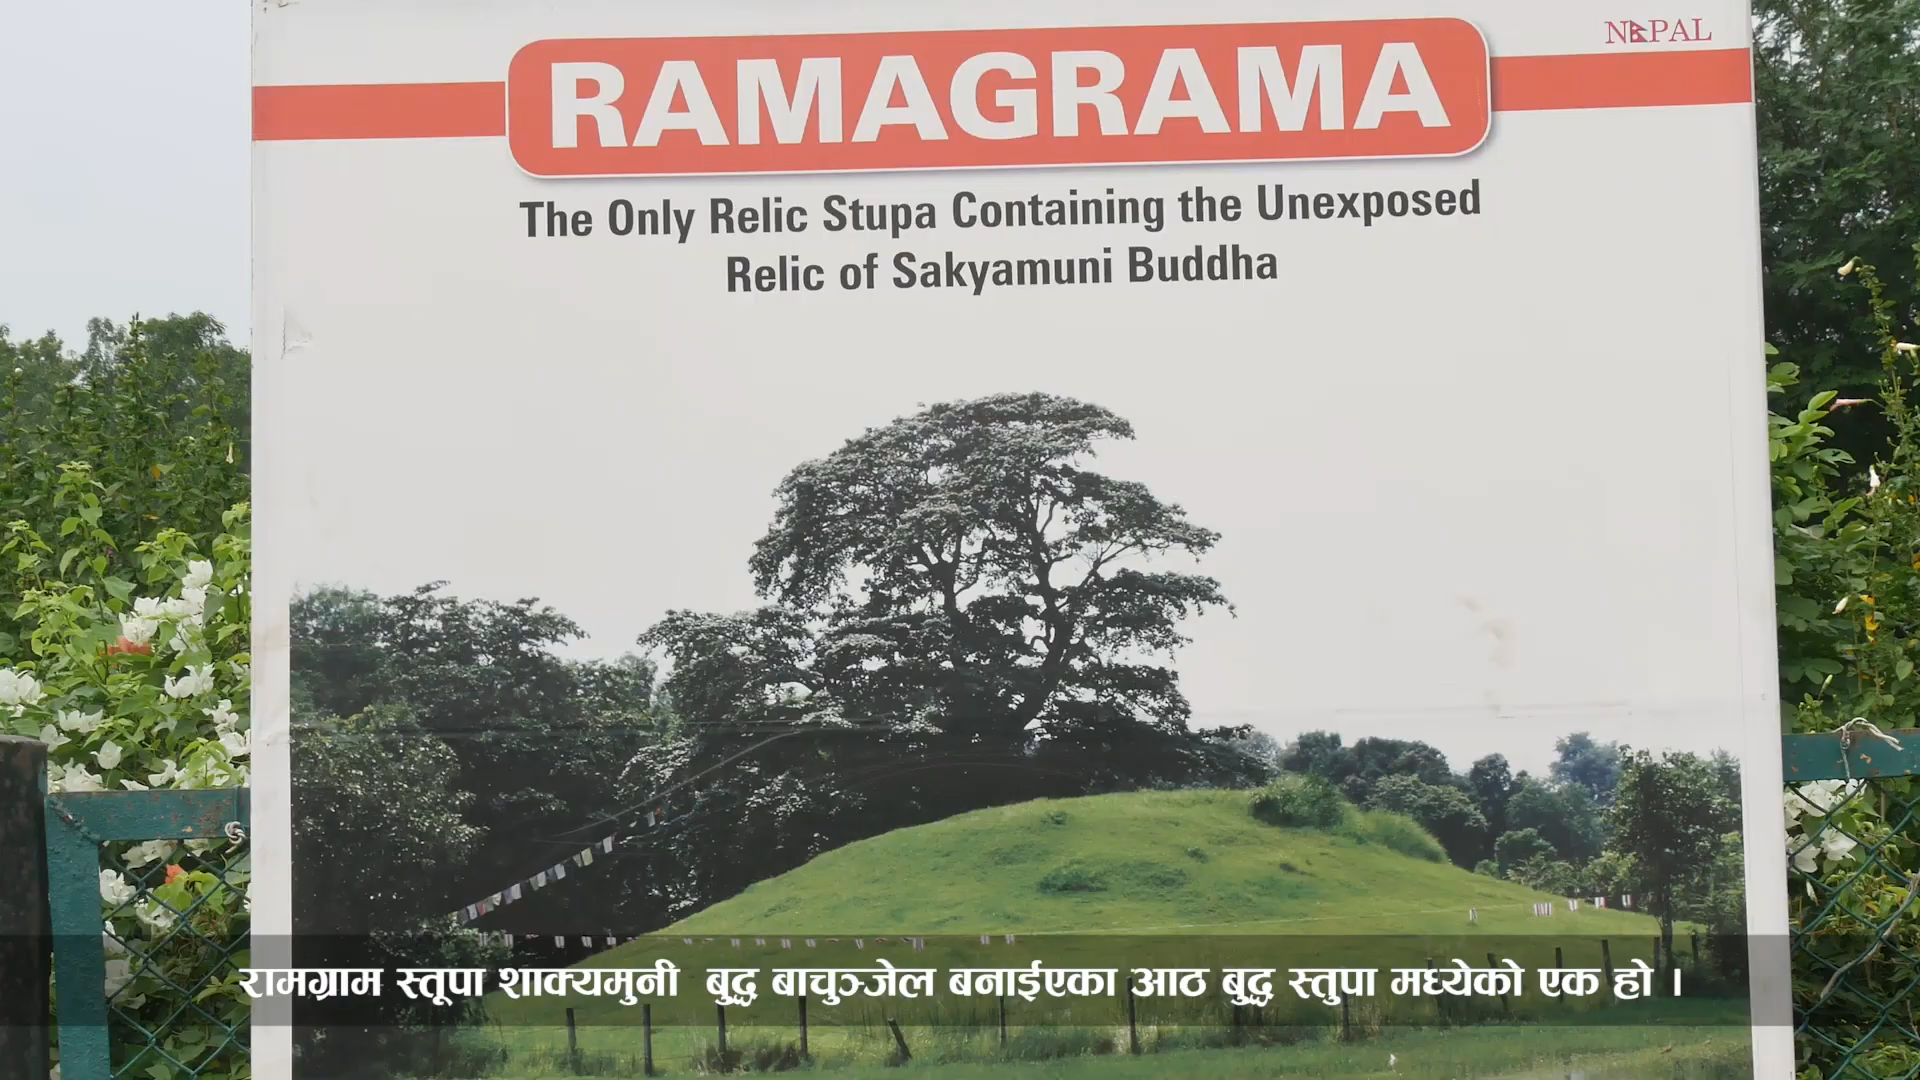 NEPAL
RAMAGRAMA
The Only Relic Stupa Containing the Unexposed
Relic of Sakyamuni Buddha
रामग्राम स्तूपा शाक्यमुनी बुद्ध बाचुञ्जेल बनाईएका आठ बुद्ध स्तुपा मध्येको एक हो ।